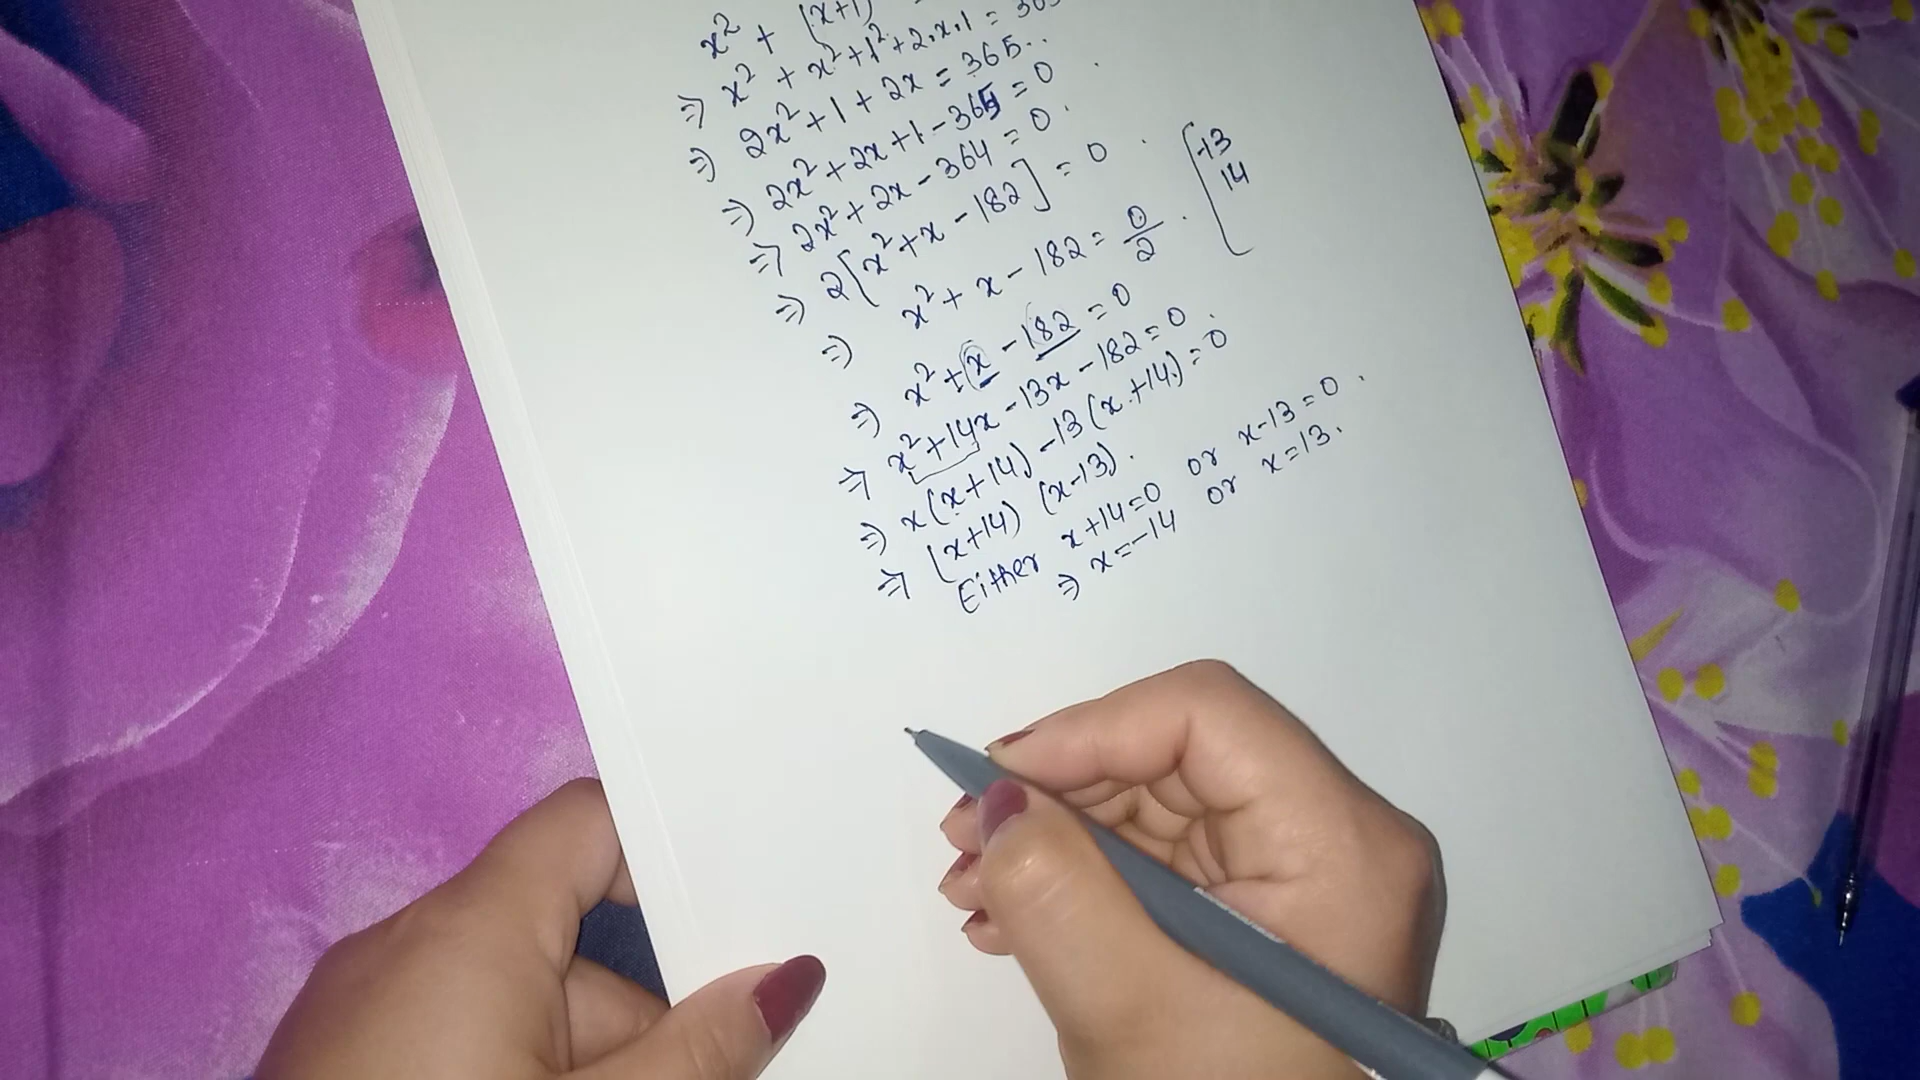 x² + (x+1)
⇒ x² + x² + 1² + 2.x.1 = 365
⇒ 2x² + 1 + 2x = 365..
⇒ 2x² + 2x + 1 - 365 = 0
⇒ 2x² + 2x - 364 = 0
⇒ 2[x² + x - 182] = 0
⇒ x² + x - 182 = 0/2
[-13
14
⇒ x² + x - 182 = 0
⇒ x² + 14x - 13x - 182 = 0
⇒ x(x+14) -13(x+14) = 0
⇒ (x+14) (x-13).
Either x+14=0 or x-13=0.
⇒ x=-14 or x=13.